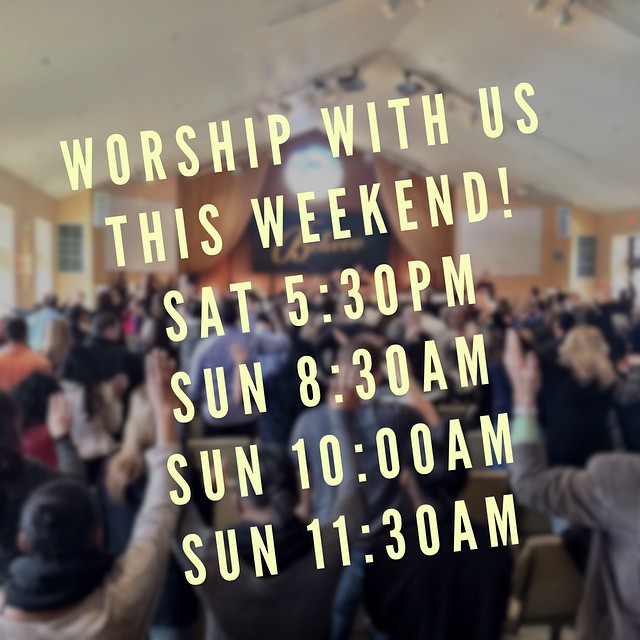 WORSHIP WITH US
THIS WEEKEND!
SAT 5:30PM
SUN 8:30AM
SUN 10:00AM
SUN 11:30AM